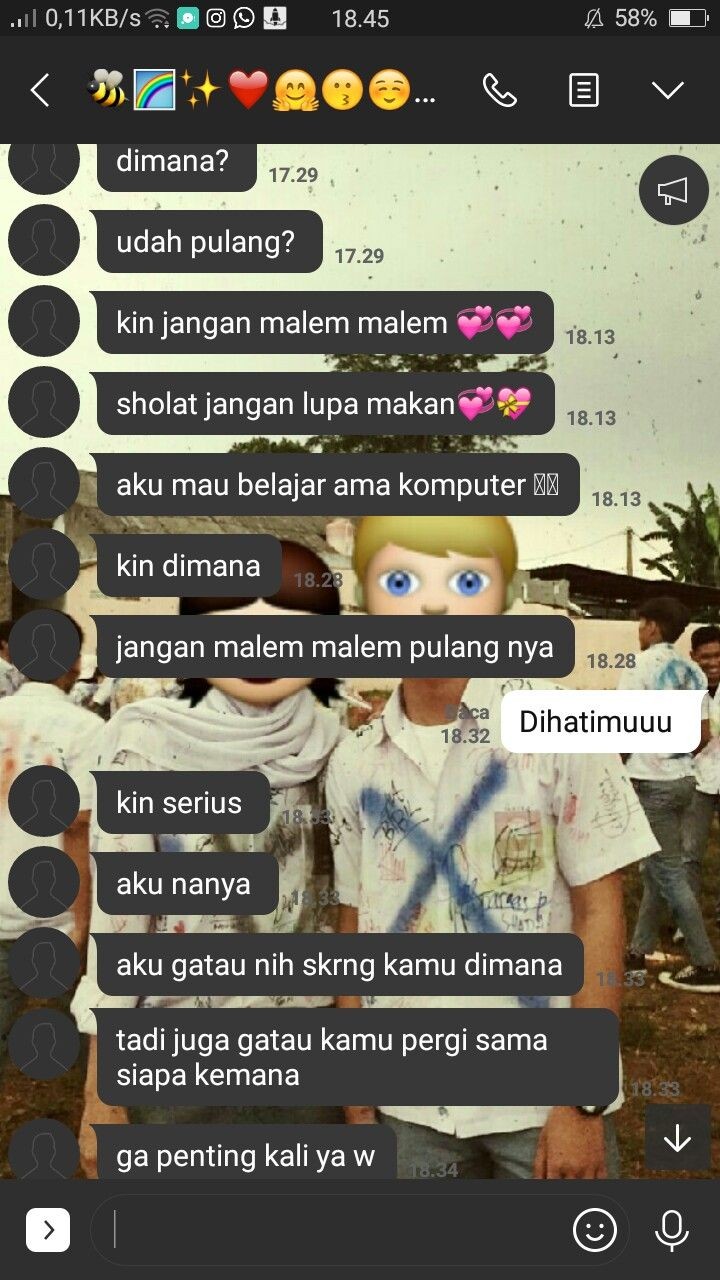 0,11KB/s 18.45 58%
🐝🌈✨❤️🤗😗☺️...
dimana?
17.29
udah pulang?
17.29
kin jangan malem malem 💞💞
18.13
sholat jangan lupa makan💞💝
18.13
aku mau belajar ama komputer
18.13
kin dimana
18.28
jangan malem malem pulang nya
18.28
Baca
18.32
Dihatimuuu
kin serius
18.33
aku nanya
18.33
aku gatau nih skrng kamu dimana
18.33
tadi juga gatau kamu pergi sama
siapa kemana
18.33
ga penting kali ya w
18.34